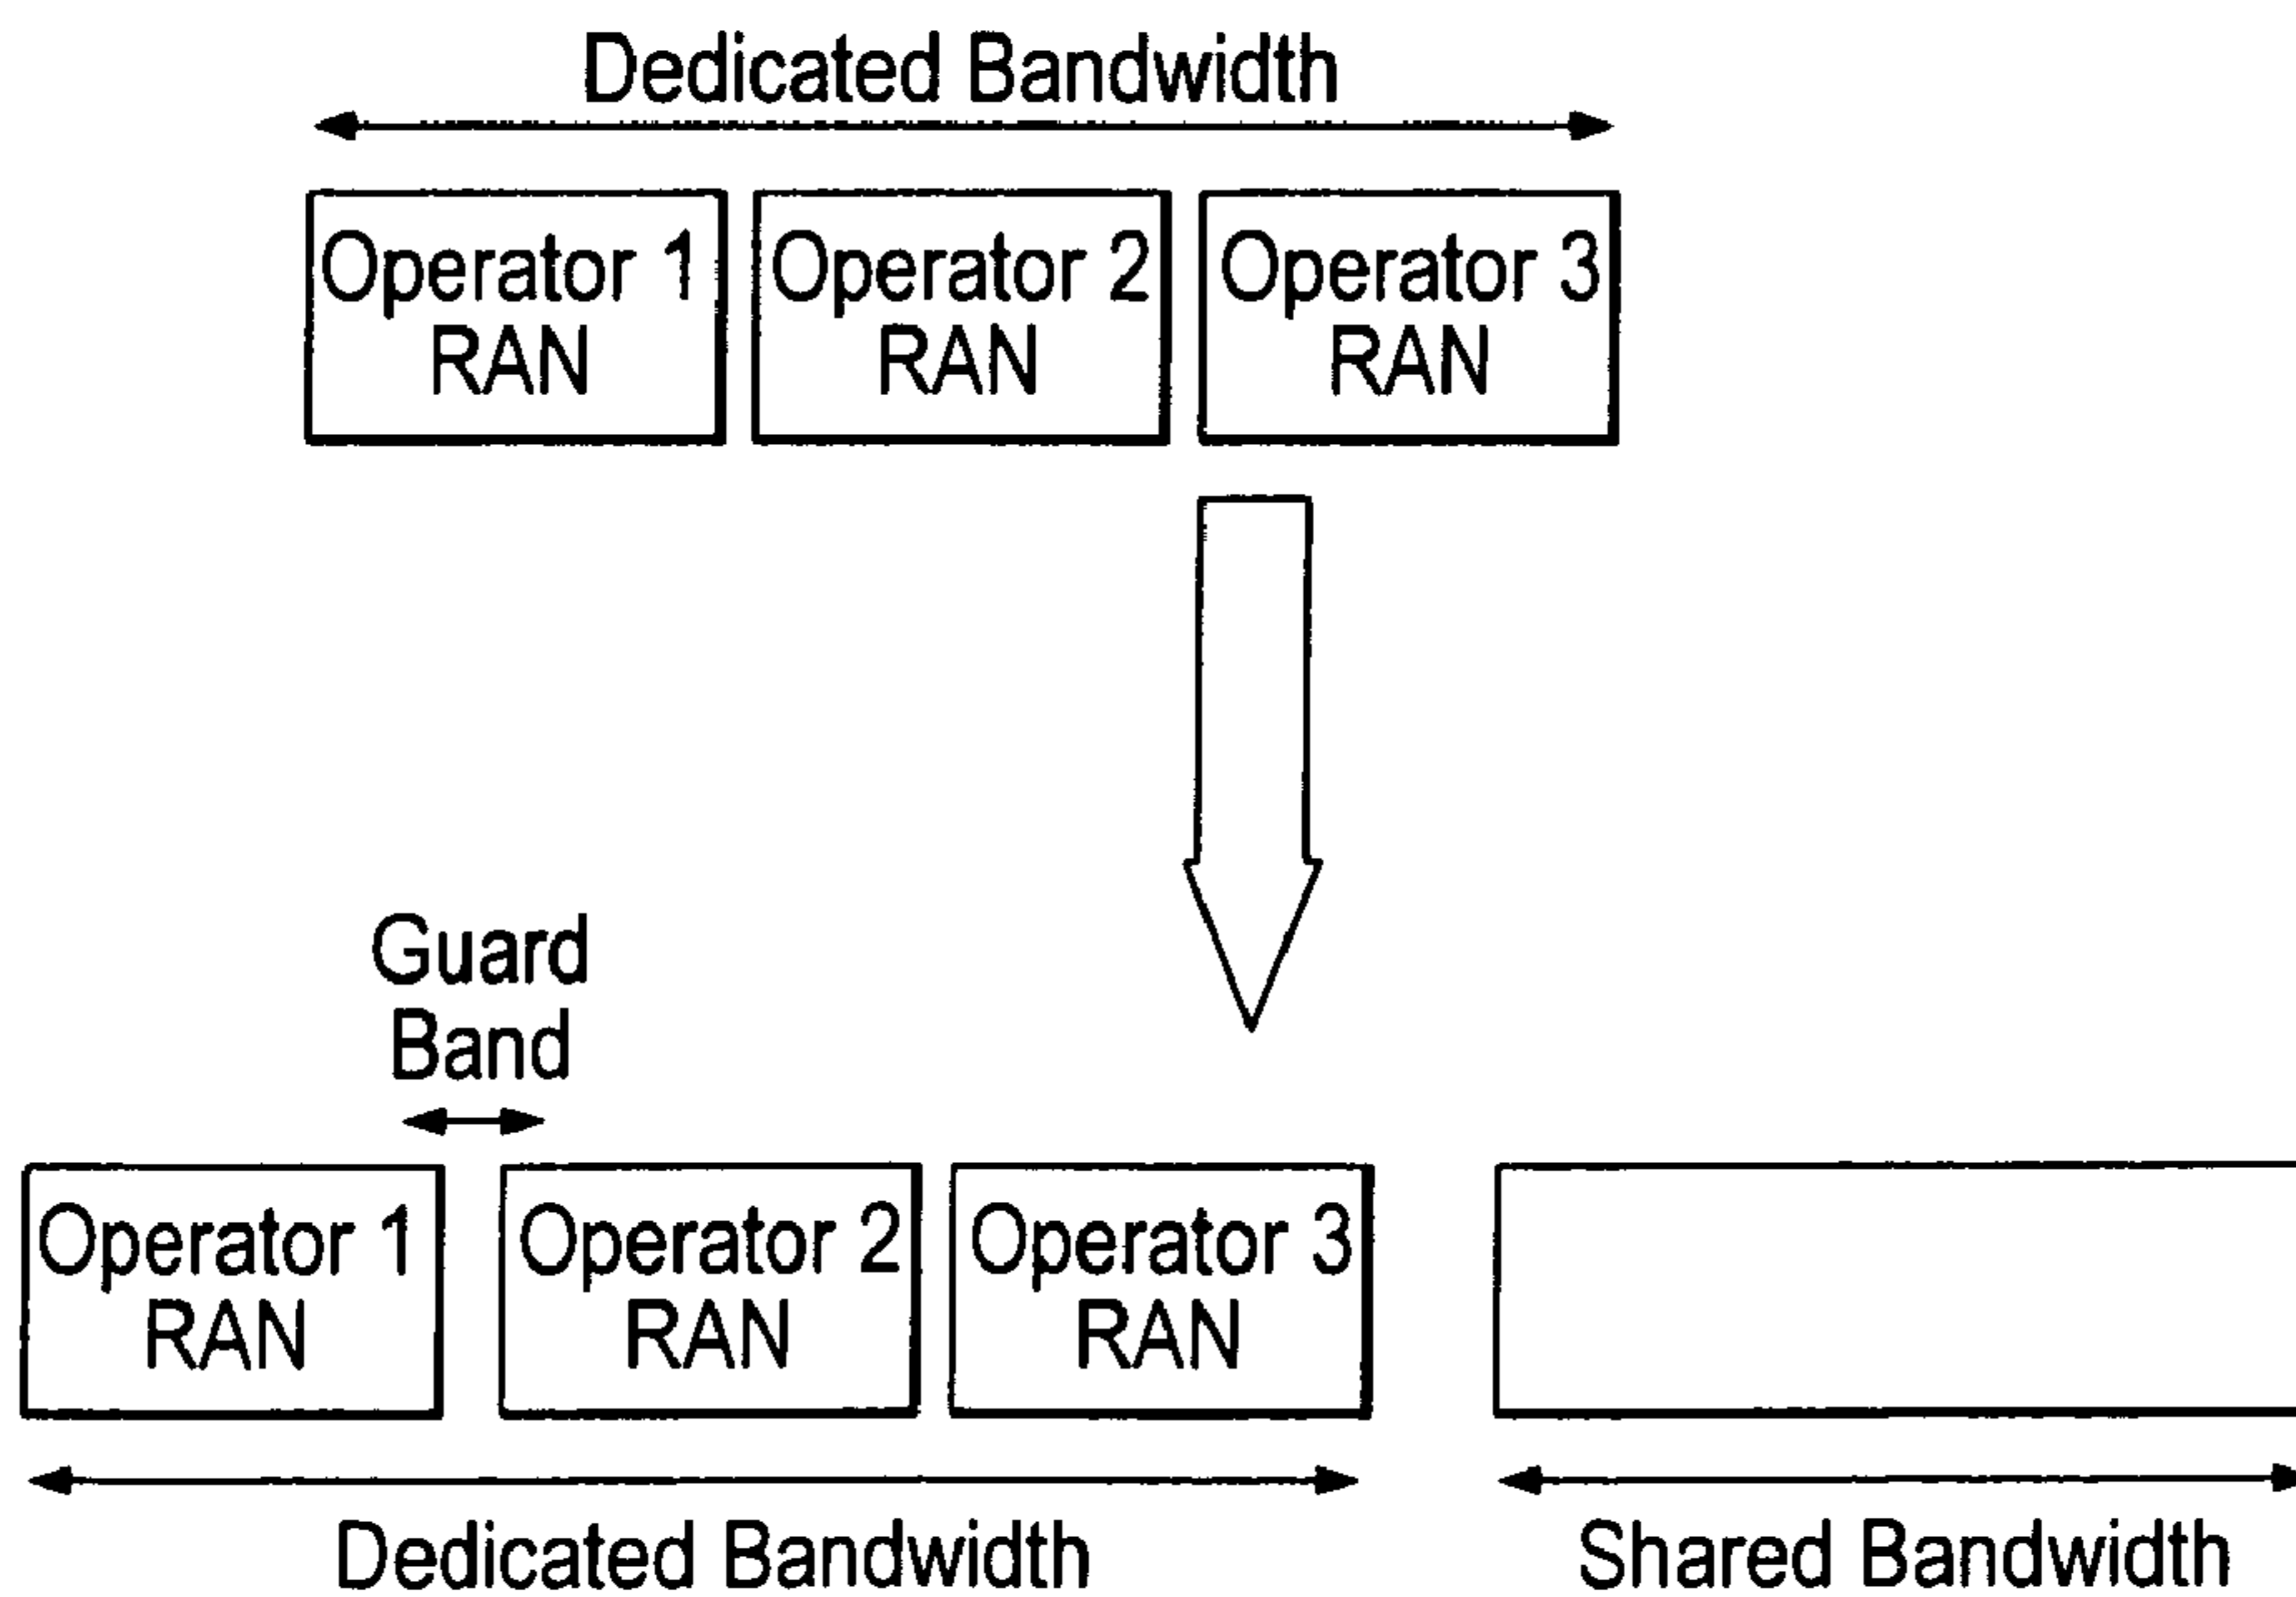 Dedicated Bandwidth
Operator 1
RAN
Operator 2
RAN
Operator 3
RAN
Guard
Band
Operator 1
RAN
Operator 2
RAN
Operator 3
RAN
Dedicated Bandwidth
Shared Bandwidth